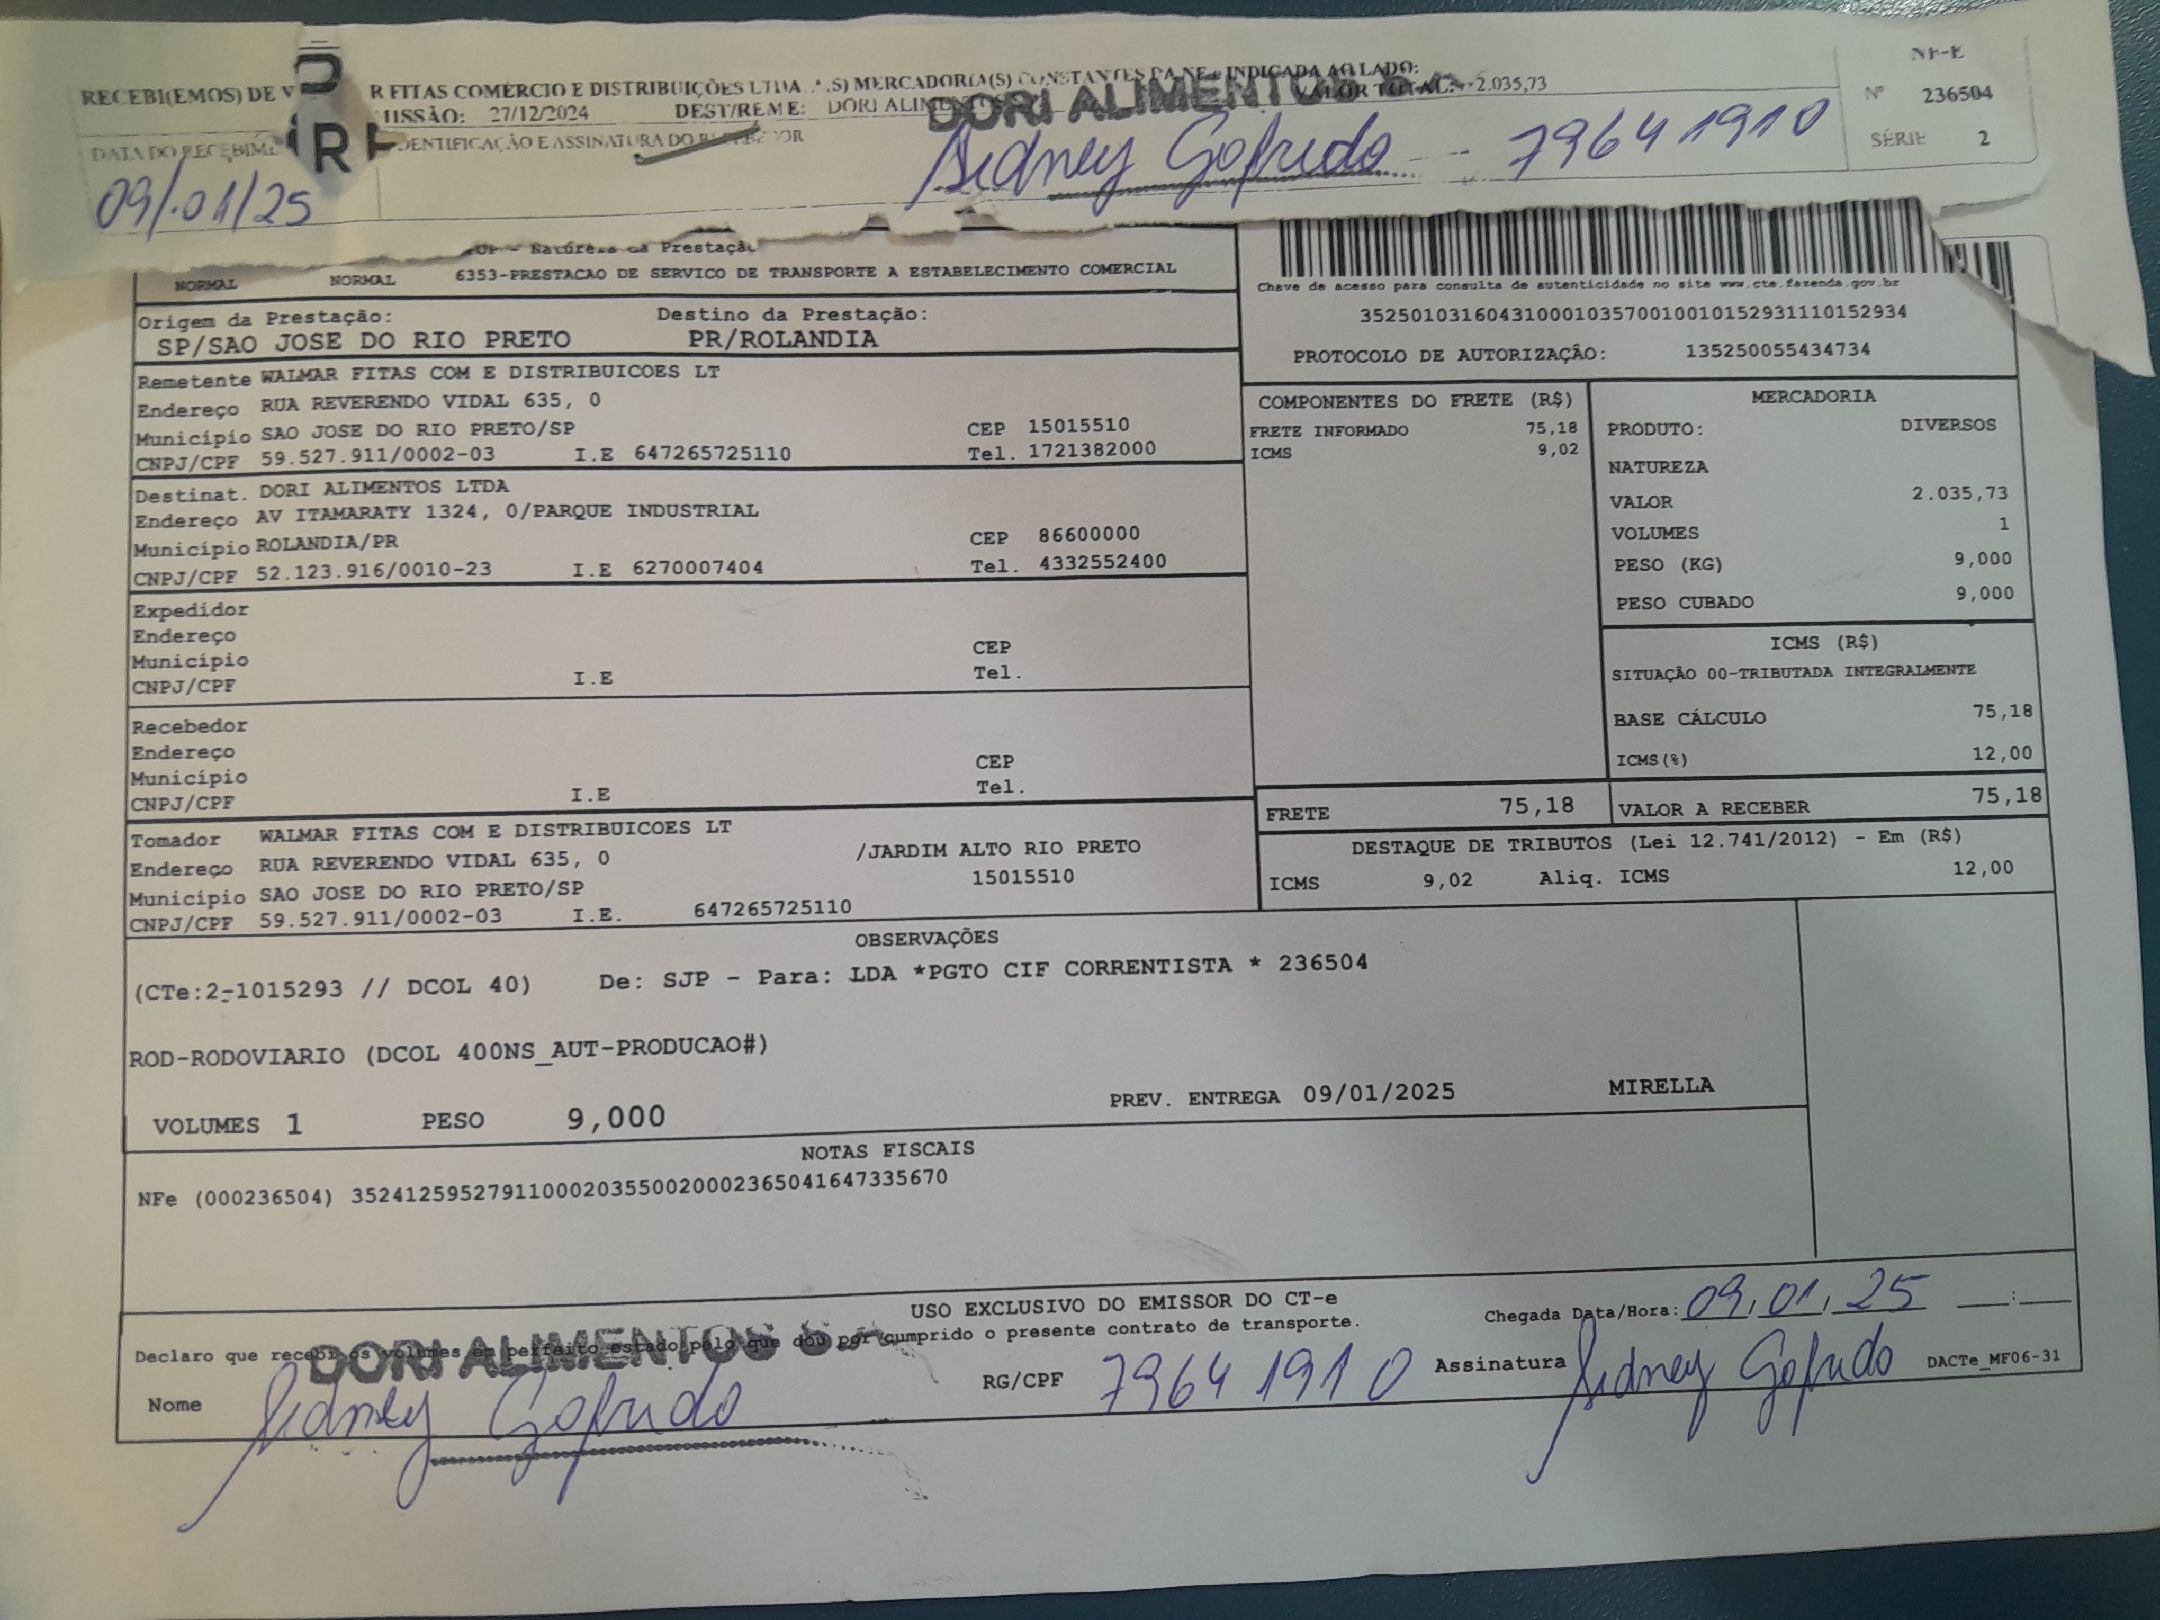 RECEBI(EMOS) DE V R FITAS COMERCIO E DISTRIBUIÇÕES LTDA S) MERCADORIA(S) CONSTANTES DA NF-e INDICADA AO LADO:
ISSÃO: 27/12/2024 DEST/REME: DORI ALIMEN VALOR TOTAL: 2.035,73
DORI ALIMENTOS
NF-E
Nº 236504
SÉRIE 2
DATA DO RECEBIME DENTIFICAÇÃO E ASSINATURA DO
09/01/25
Sidney Gofredo 79641910
Natureza da Prestação
NORMAL NORMAL 6353-PRESTACAO DE SERVICO DE TRANSPORTE A ESTABELECIMENTO COMERCIAL
Chave de acesso para consulta de autenticidade no site www.cte.fazenda.gov.br
35250103160431000103570010010152931110152934
PROTOCOLO DE AUTORIZAÇÃO: 135250055434734
Origem da Prestação: Destino da Prestação:
SP/SAO JOSE DO RIO PRETO PR/ROLANDIA
Remetente WALMAR FITAS COM E DISTRIBUICOES LT
Endereço RUA REVERENDO VIDAL 635, 0
Município SAO JOSE DO RIO PRETO/SP CEP 15015510
CNPJ/CPF 59.527.911/0002-03 I.E 647265725110 Tel. 1721382000
Destinat. DORI ALIMENTOS LTDA
Endereço AV ITAMARATY 1324, 0/PARQUE INDUSTRIAL
Município ROLANDIA/PR CEP 86600000
CNPJ/CPF 52.123.916/0010-23 I.E 6270007404 Tel. 4332552400
Expedidor
Endereço
Município CEP
CNPJ/CPF I.E Tel.
Recebedor
Endereço
Município CEP
CNPJ/CPF I.E Tel.
Tomador WALMAR FITAS COM E DISTRIBUICOES LT
Endereço RUA REVERENDO VIDAL 635, 0 /JARDIM ALTO RIO PRETO
Município SAO JOSE DO RIO PRETO/SP 15015510
CNPJ/CPF 59.527.911/0002-03 I.E. 647265725110
COMPONENTES DO FRETE (R$)
FRETE INFORMADO 75,18
ICMS 9,02
MERCADORIA
PRODUTO: DIVERSOS
NATUREZA
VALOR 2.035,73
VOLUMES 1
PESO (KG) 9,000
PESO CUBADO 9,000
ICMS (R$)
SITUAÇÃO 00-TRIBUTADA INTEGRALMENTE
BASE CÁLCULO 75,18
ICMS(%) 12,00
FRETE 75,18 VALOR A RECEBER 75,18
DESTAQUE DE TRIBUTOS (Lei 12.741/2012) - Em (R$)
ICMS 9,02 Aliq. ICMS 12,00
OBSERVAÇÕES
(CTe:2-1015293 // DCOL 40) De: SJP - Para: LDA *PGTO CIF CORRENTISTA * 236504
ROD-RODOVIARIO (DCOL 400NS_AUT-PRODUCAO#)
VOLUMES 1 PESO 9,000 PREV. ENTREGA 09/01/2025 MIRELLA
NOTAS FISCAIS
NFe (000236504) 35241259527911000203550020002365041647335670
USO EXCLUSIVO DO EMISSOR DO CT-e
Chegada Data/Hora: 09,01,25 :
Declaro que recebi os volumes em perfeito estado pelo que dou por cumprido o presente contrato de transporte.
DORI ALIMENTOS S.A
Nome Sidney Gofredo RG/CPF 79641910 Assinatura Sidney Gofredo DACTe_MF06-31